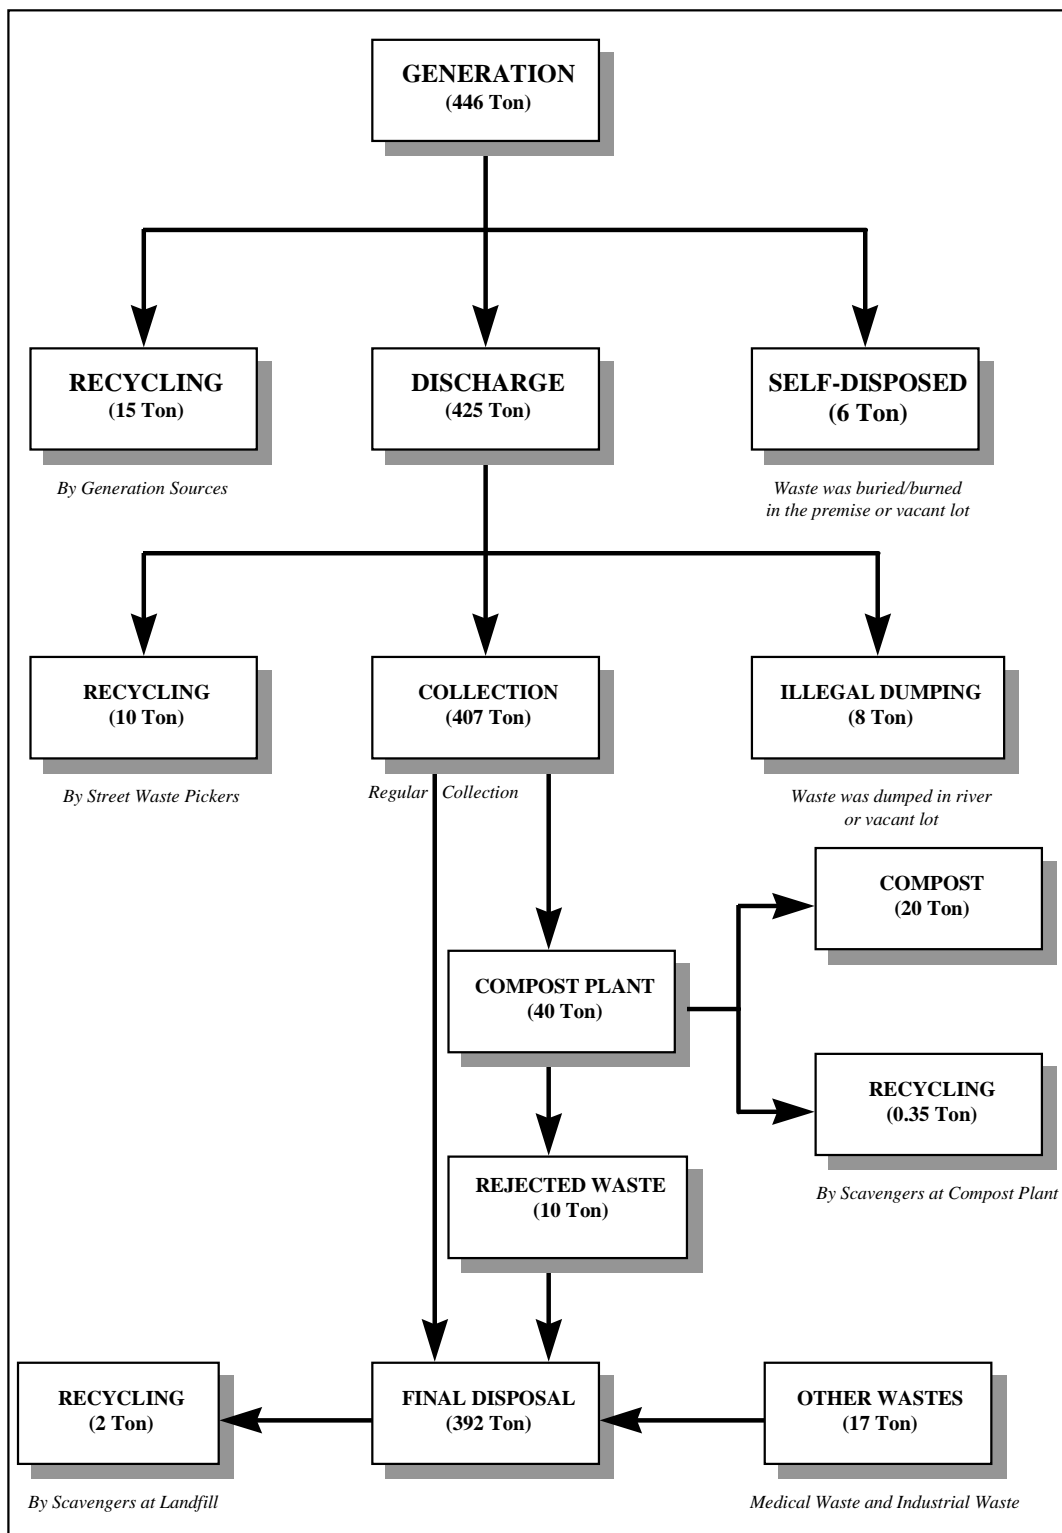 GENERATION
(446 Ton)
RECYCLING
(15 Ton)
By Generation Sources
DISCHARGE
(425 Ton)
SELF-DISPOSED
(6 Ton)
Waste was buried/burned
in the premise or vacant lot
RECYCLING
(10 Ton)
By Street Waste Pickers
COLLECTION
(407 Ton)
Regular Collection
ILLEGAL DUMPING
(8 Ton)
Waste was dumped in river
or vacant lot
COMPOST
(20 Ton)
COMPOST PLANT
(40 Ton)
RECYCLING
(0.35 Ton)
By Scavengers at Compost Plant
REJECTED WASTE
(10 Ton)
RECYCLING
(2 Ton)
By Scavengers at Landfill
FINAL DISPOSAL
(392 Ton)
OTHER WASTES
(17 Ton)
Medical Waste and Industrial Waste